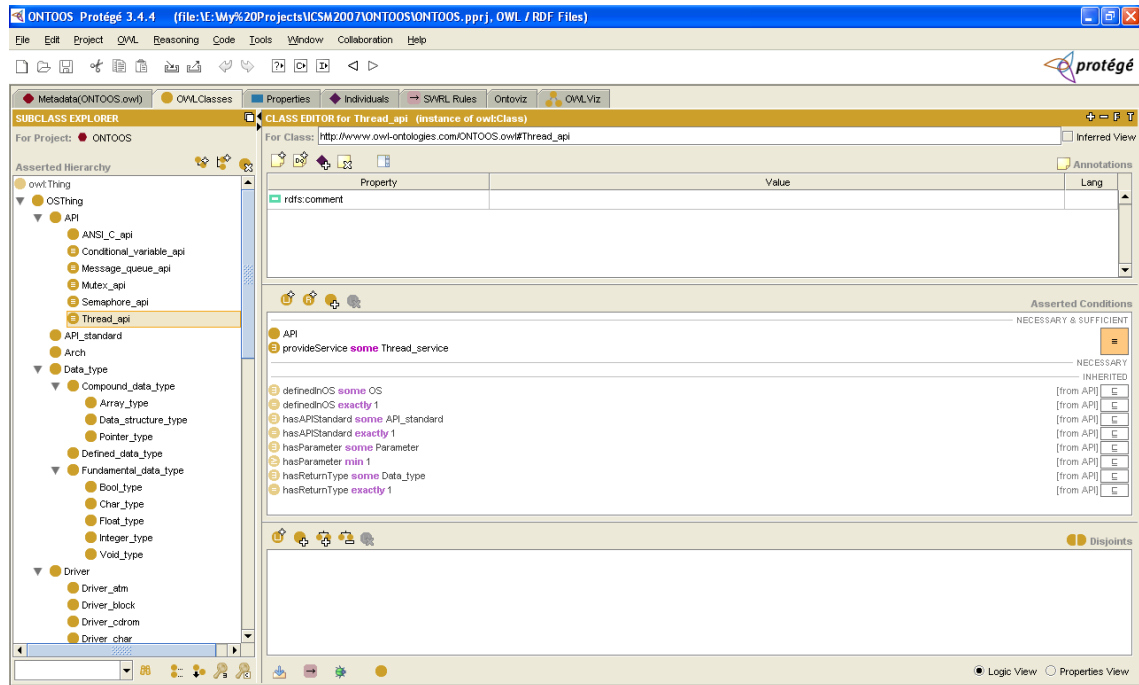 ONTOOS Protégé 3.4.4 (file:\E:\My%20Projects\ICSM2007\ONTOOS\ONTOOS.pprj, OWL / RDF Files)
File Edit Project OWL Reasoning Code Tools Window Collaboration Help
protégé
Metadata(ONTOOS.owl) OWLClasses Properties Individuals SWRL Rules Ontoviz OWLViz
SUBCLASS EXPLORER
For Project: ONTOOS
Asserted Hierarchy
owl:Thing
OSThing
API
ANSI_C_api
Conditional_variable_api
Message_queue_api
Mutex_api
Semaphore_api
Thread_api
API_standard
Arch
Data_type
Compound_data_type
Array_type
Data_structure_type
Pointer_type
Defined_data_type
Fundamental_data_type
Bool_type
Char_type
Float_type
Integer_type
Void_type
Driver
Driver_atm
Driver_block
Driver_cdrom
Driver_char
CLASS EDITOR for Thread_api (instance of owl:Class)
For Class: http://www.owl-ontologies.com/ONTOOS.owl#Thread_api Inferred View
Annotations
Property Value Lang
rdfs:comment
Asserted Conditions
NECESSARY & SUFFICIENT
API
provideService some Thread_service
NECESSARY
INHERITED
definedInOS some OS [from API]
definedInOS exactly 1 [from API]
hasAPIStandard some API_standard [from API]
hasAPIStandard exactly 1 [from API]
hasParameter some Parameter [from API]
hasParameter min 1 [from API]
hasReturnType some Data_type [from API]
hasReturnType exactly 1 [from API]
Disjoints
Logic View Properties View